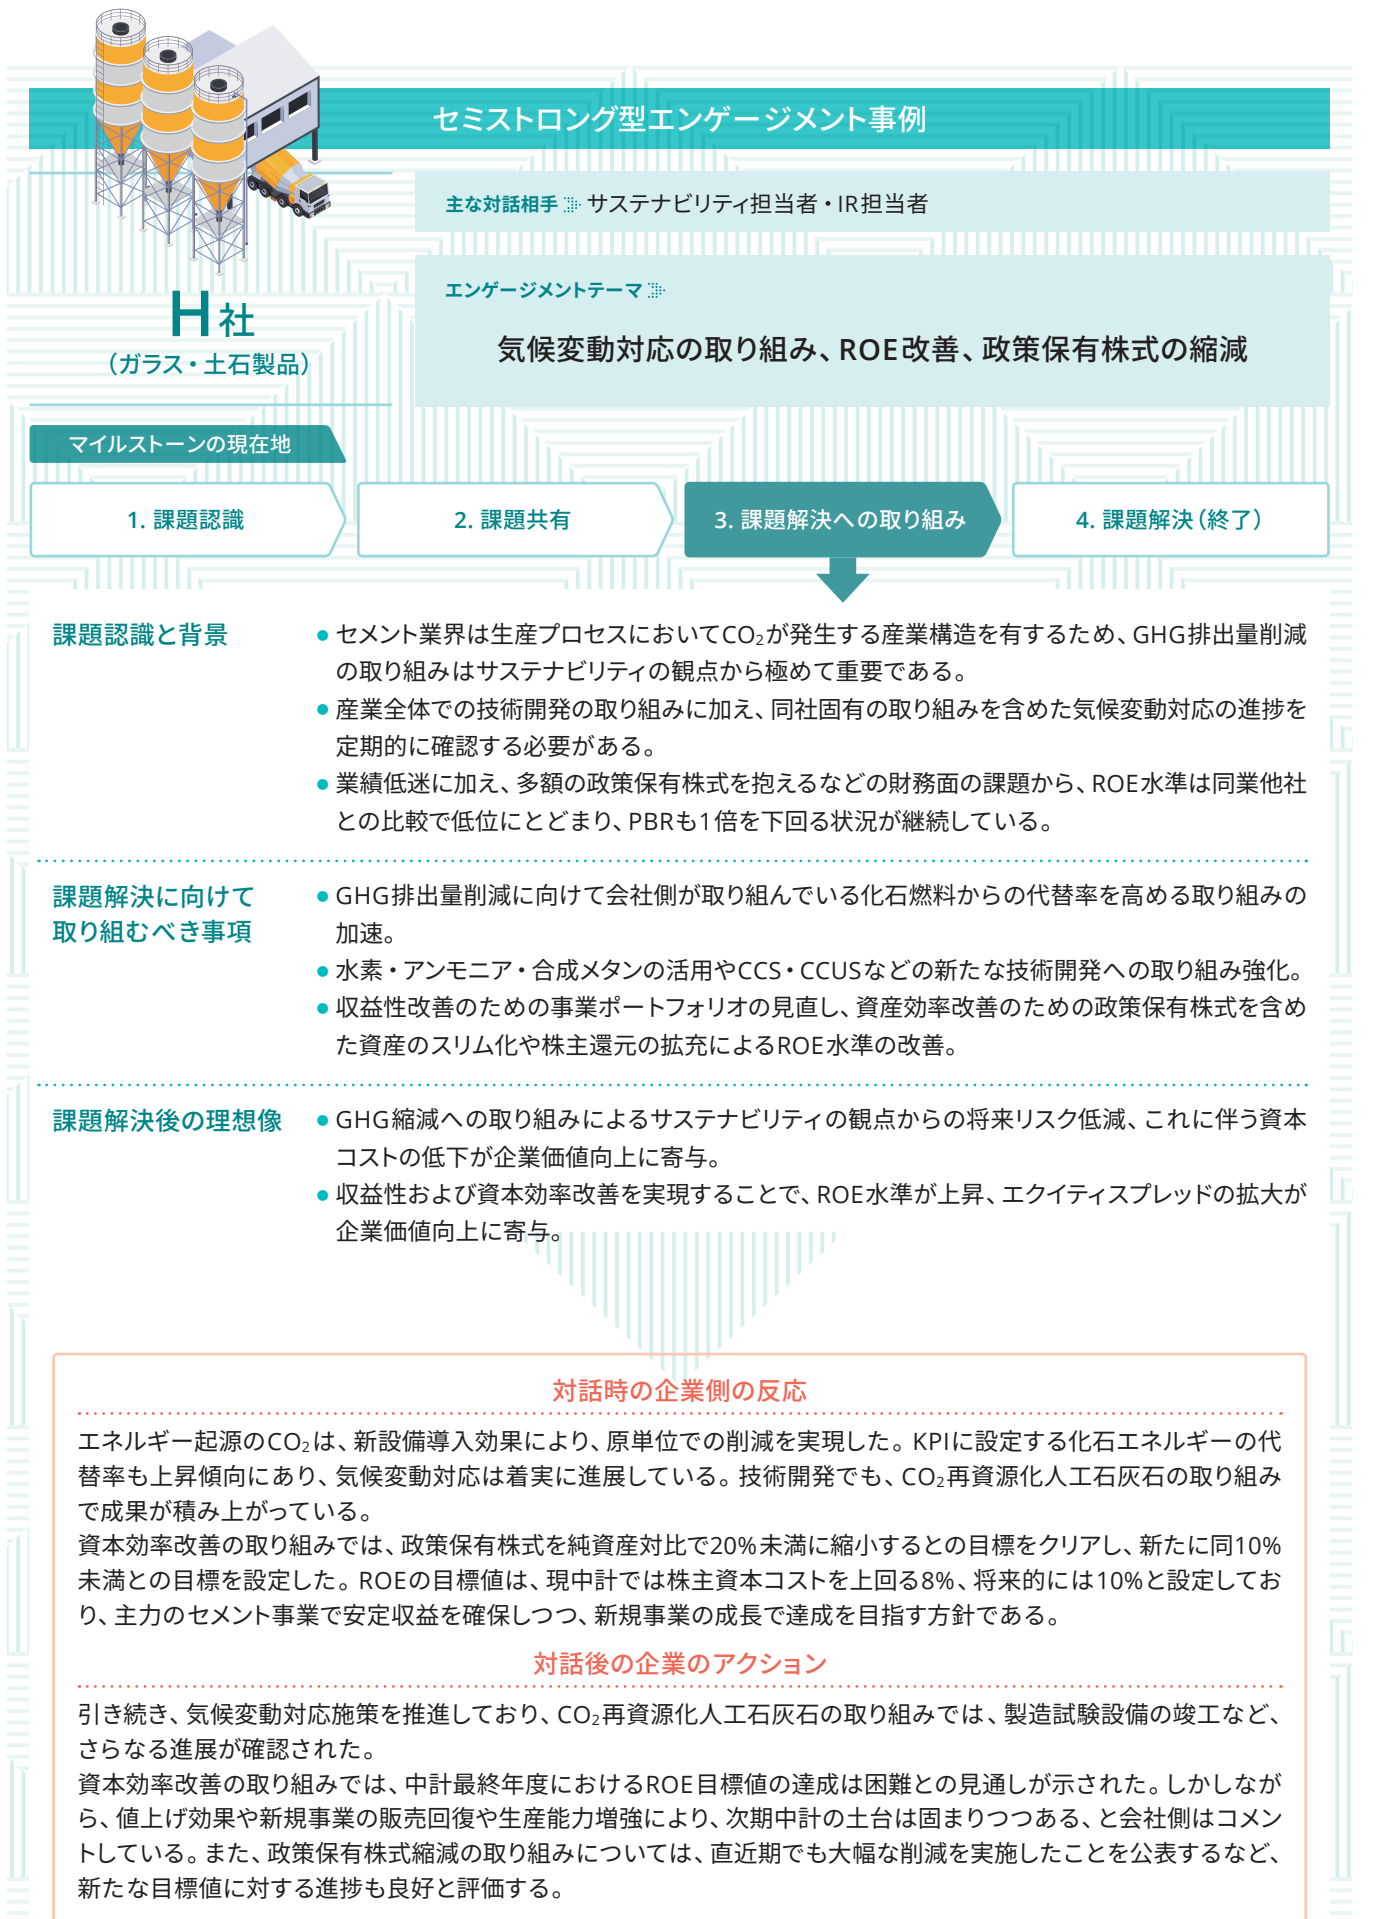 セミストロング型エンゲージメント事例
主な対話相手 サステナビリティ担当者・IR担当者
エンゲージメントテーマ
気候変動対応の取り組み、ROE改善、政策保有株式の縮減
H社
（ガラス・土石製品）
マイルストーンの現在地
1. 課題認識
2. 課題共有
3. 課題解決への取り組み
4. 課題解決（終了）
課題認識と背景
● セメント業界は生産プロセスにおいてCO₂が発生する産業構造を有するため、GHG排出量削減
の取り組みはサステナビリティの観点から極めて重要である。
● 産業全体での技術開発の取り組みに加え、同社固有の取り組みを含めた気候変動対応の進捗を
定期的に確認する必要がある。
● 業績低迷に加え、多額の政策保有株式を抱えるなどの財務面の課題から、ROE水準は同業他社
との比較で低位にとどまり、PBRも1倍を下回る状況が継続している。
課題解決に向けて
取り組むべき事項
● GHG排出量削減に向けて会社側が取り組んでいる化石燃料からの代替率を高める取り組みの
加速。
● 水素・アンモニア・合成メタンの活用やCCS・CCUSなどの新たな技術開発への取り組み強化。
● 収益性改善のための事業ポートフォリオの見直し、資産効率改善のための政策保有株式を含め
た資産のスリム化や株主還元の拡充によるROE水準の改善。
課題解決後の理想像
● GHG縮減への取り組みによるサステナビリティの観点からの将来リスク低減、これに伴う資本
コストの低下が企業価値向上に寄与。
● 収益性および資本効率改善を実現することで、ROE水準が上昇、エクイティスプレッドの拡大が
企業価値向上に寄与。
対話時の企業側の反応
エネルギー起源のCO₂は、新設備導入効果により、原単位での削減を実現した。KPIに設定する化石エネルギーの代
替率も上昇傾向にあり、気候変動対応は着実に進展している。技術開発でも、CO₂再資源化人工石灰石の取り組み
で成果が積み上がっている。
資本効率改善の取り組みでは、政策保有株式を純資産対比で20%未満に縮小するとの目標をクリアし、新たに同10%
未満との目標を設定した。ROEの目標値は、現中計では株主資本コストを上回る8%、将来的には10%と設定してお
り、主力のセメント事業で安定収益を確保しつつ、新規事業の成長で達成を目指す方針である。
対話後の企業のアクション
引き続き、気候変動対応施策を推進しており、CO₂再資源化人工石灰石の取り組みでは、製造試験設備の竣工など、
さらなる進展が確認された。
資本効率改善の取り組みでは、中計最終年度におけるROE目標値の達成は困難との見通しが示された。しかしなが
ら、値上げ効果や新規事業の販売回復や生産能力増強により、次期中計の土台は固まりつつある、と会社側はコメン
トしている。また、政策保有株式縮減の取り組みについては、直近期でも大幅な削減を実施したことを公表するなど、
新たな目標値に対する進捗も良好と評価する。